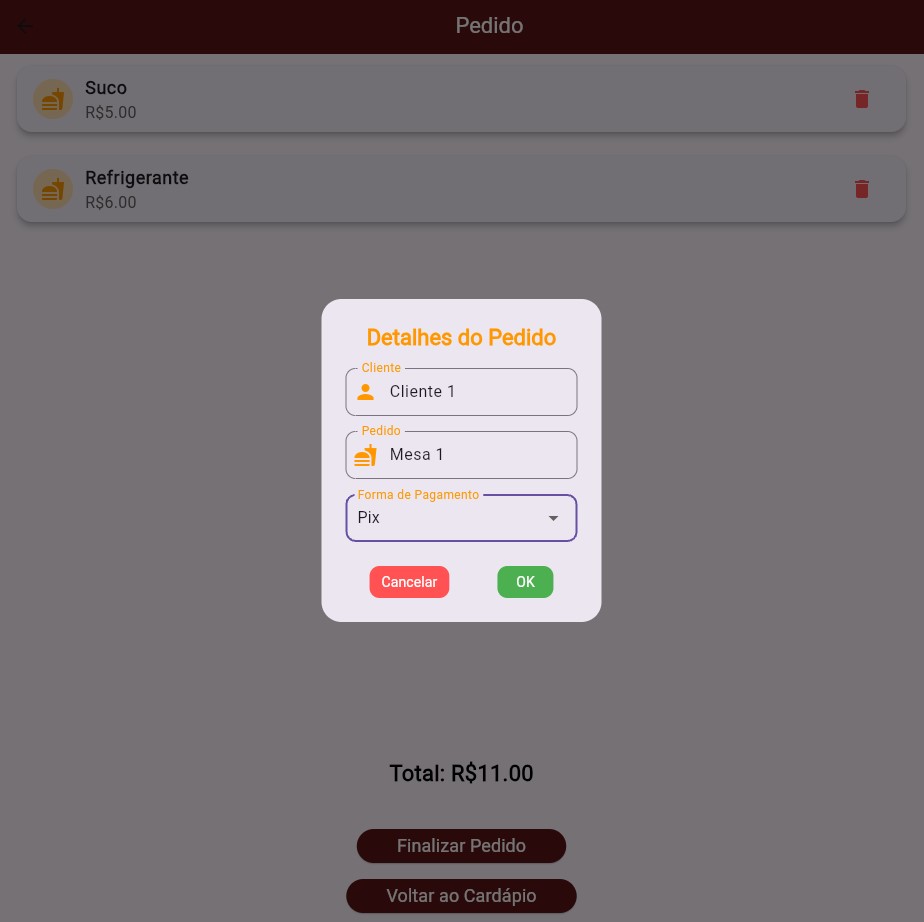 Pedido
Suco
R$5.00
Refrigerante
R$6.00
Detalhes do Pedido
Cliente
Cliente 1
Pedido
Mesa 1
Forma de Pagamento
Pix
Cancelar
OK
Total: R$11.00
Finalizar Pedido
Voltar ao Cardápio